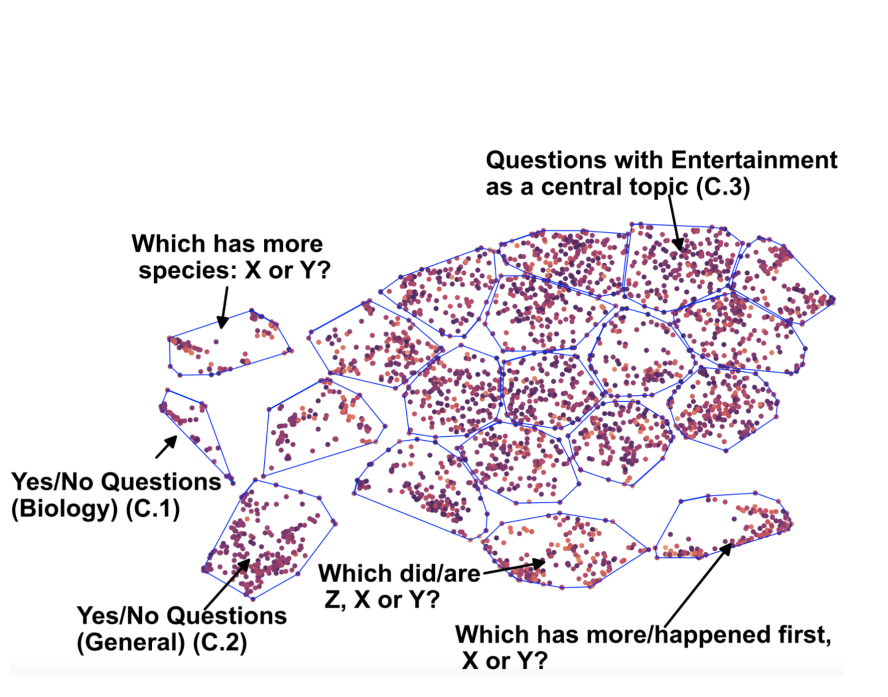 Questions with Entertainment
as a central topic (C.3)
Which has more
species: X or Y?
Yes/No Questions
(Biology) (C.1)
Which did/are
Z, X or Y?
Yes/No Questions
(General) (C.2)
Which has more/happened first,
X or Y?